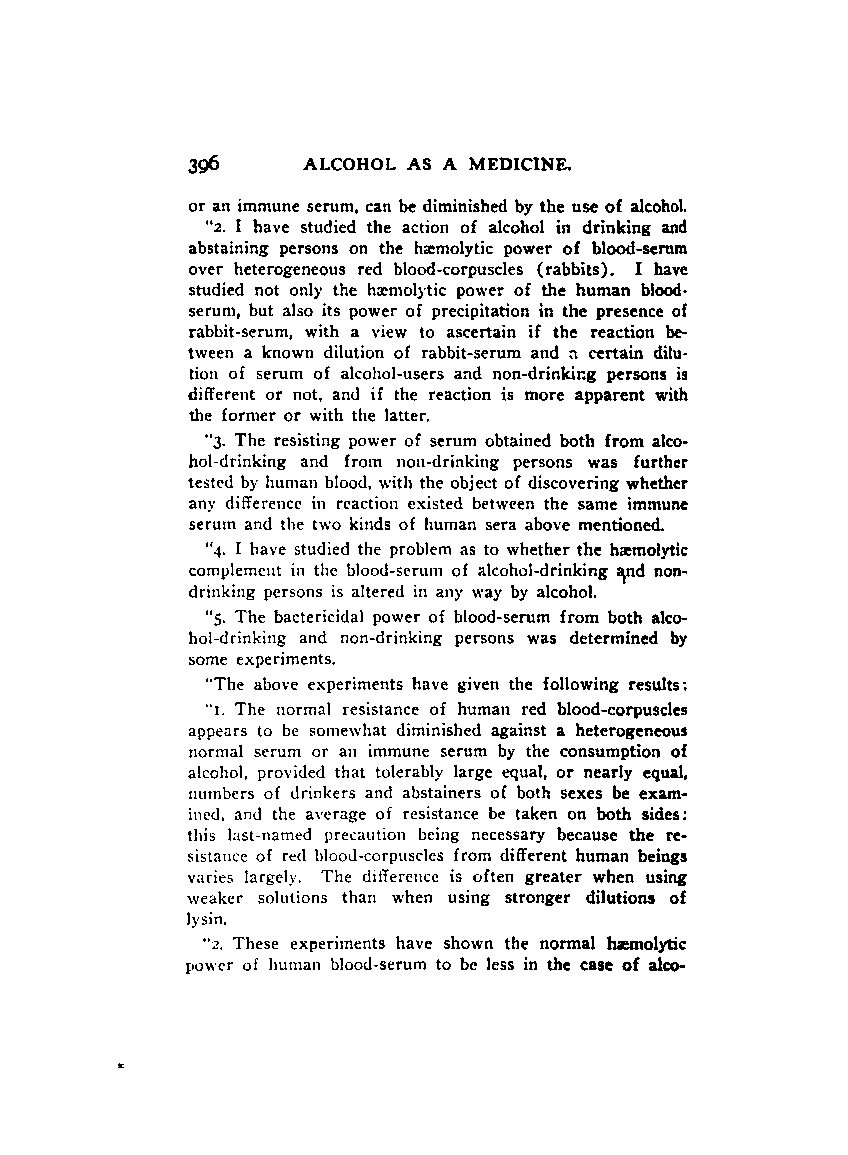 396 ALCOHOL AS A MEDICINE.
or an immune serum, can be diminished by the use of alcohol.
"2. I have studied the action of alcohol in drinking and
abstaining persons on the hæmolytic power of blood-serum
over heterogeneous red blood-corpuscles (rabbits). I have
studied not only the hæmolytic power of the human blood-
serum, but also its power of precipitation in the presence of
rabbit-serum, with a view to ascertain if the reaction be-
tween a known dilution of rabbit-serum and a certain dilu-
tion of serum of alcohol-users and non-drinking persons is
different or not, and if the reaction is more apparent with
the former or with the latter.
"3. The resisting power of serum obtained both from alco-
hol-drinking and from non-drinking persons was further
tested by human blood, with the object of discovering whether
any difference in reaction existed between the same immune
serum and the two kinds of human sera above mentioned.
"4. I have studied the problem as to whether the hæmolytic
complement in the blood-serum of alcohol-drinking and non-
drinking persons is altered in any way by alcohol.
"5. The bactericidal power of blood-serum from both alco-
hol-drinking and non-drinking persons was determined by
some experiments.
"The above experiments have given the following results:
"1. The normal resistance of human red blood-corpuscles
appears to be somewhat diminished against a heterogeneous
normal serum or an immune serum by the consumption of
alcohol, provided that tolerably large equal, or nearly equal,
numbers of drinkers and abstainers of both sexes be exam-
ined, and the average of resistance be taken on both sides;
this last-named precaution being necessary because the re-
sistance of red blood-corpuscles from different human beings
varies largely. The difference is often greater when using
weaker solutions than when using stronger dilutions of
lysin.
"2. These experiments have shown the normal hæmolytic
power of human blood-serum to be less in the case of alco-